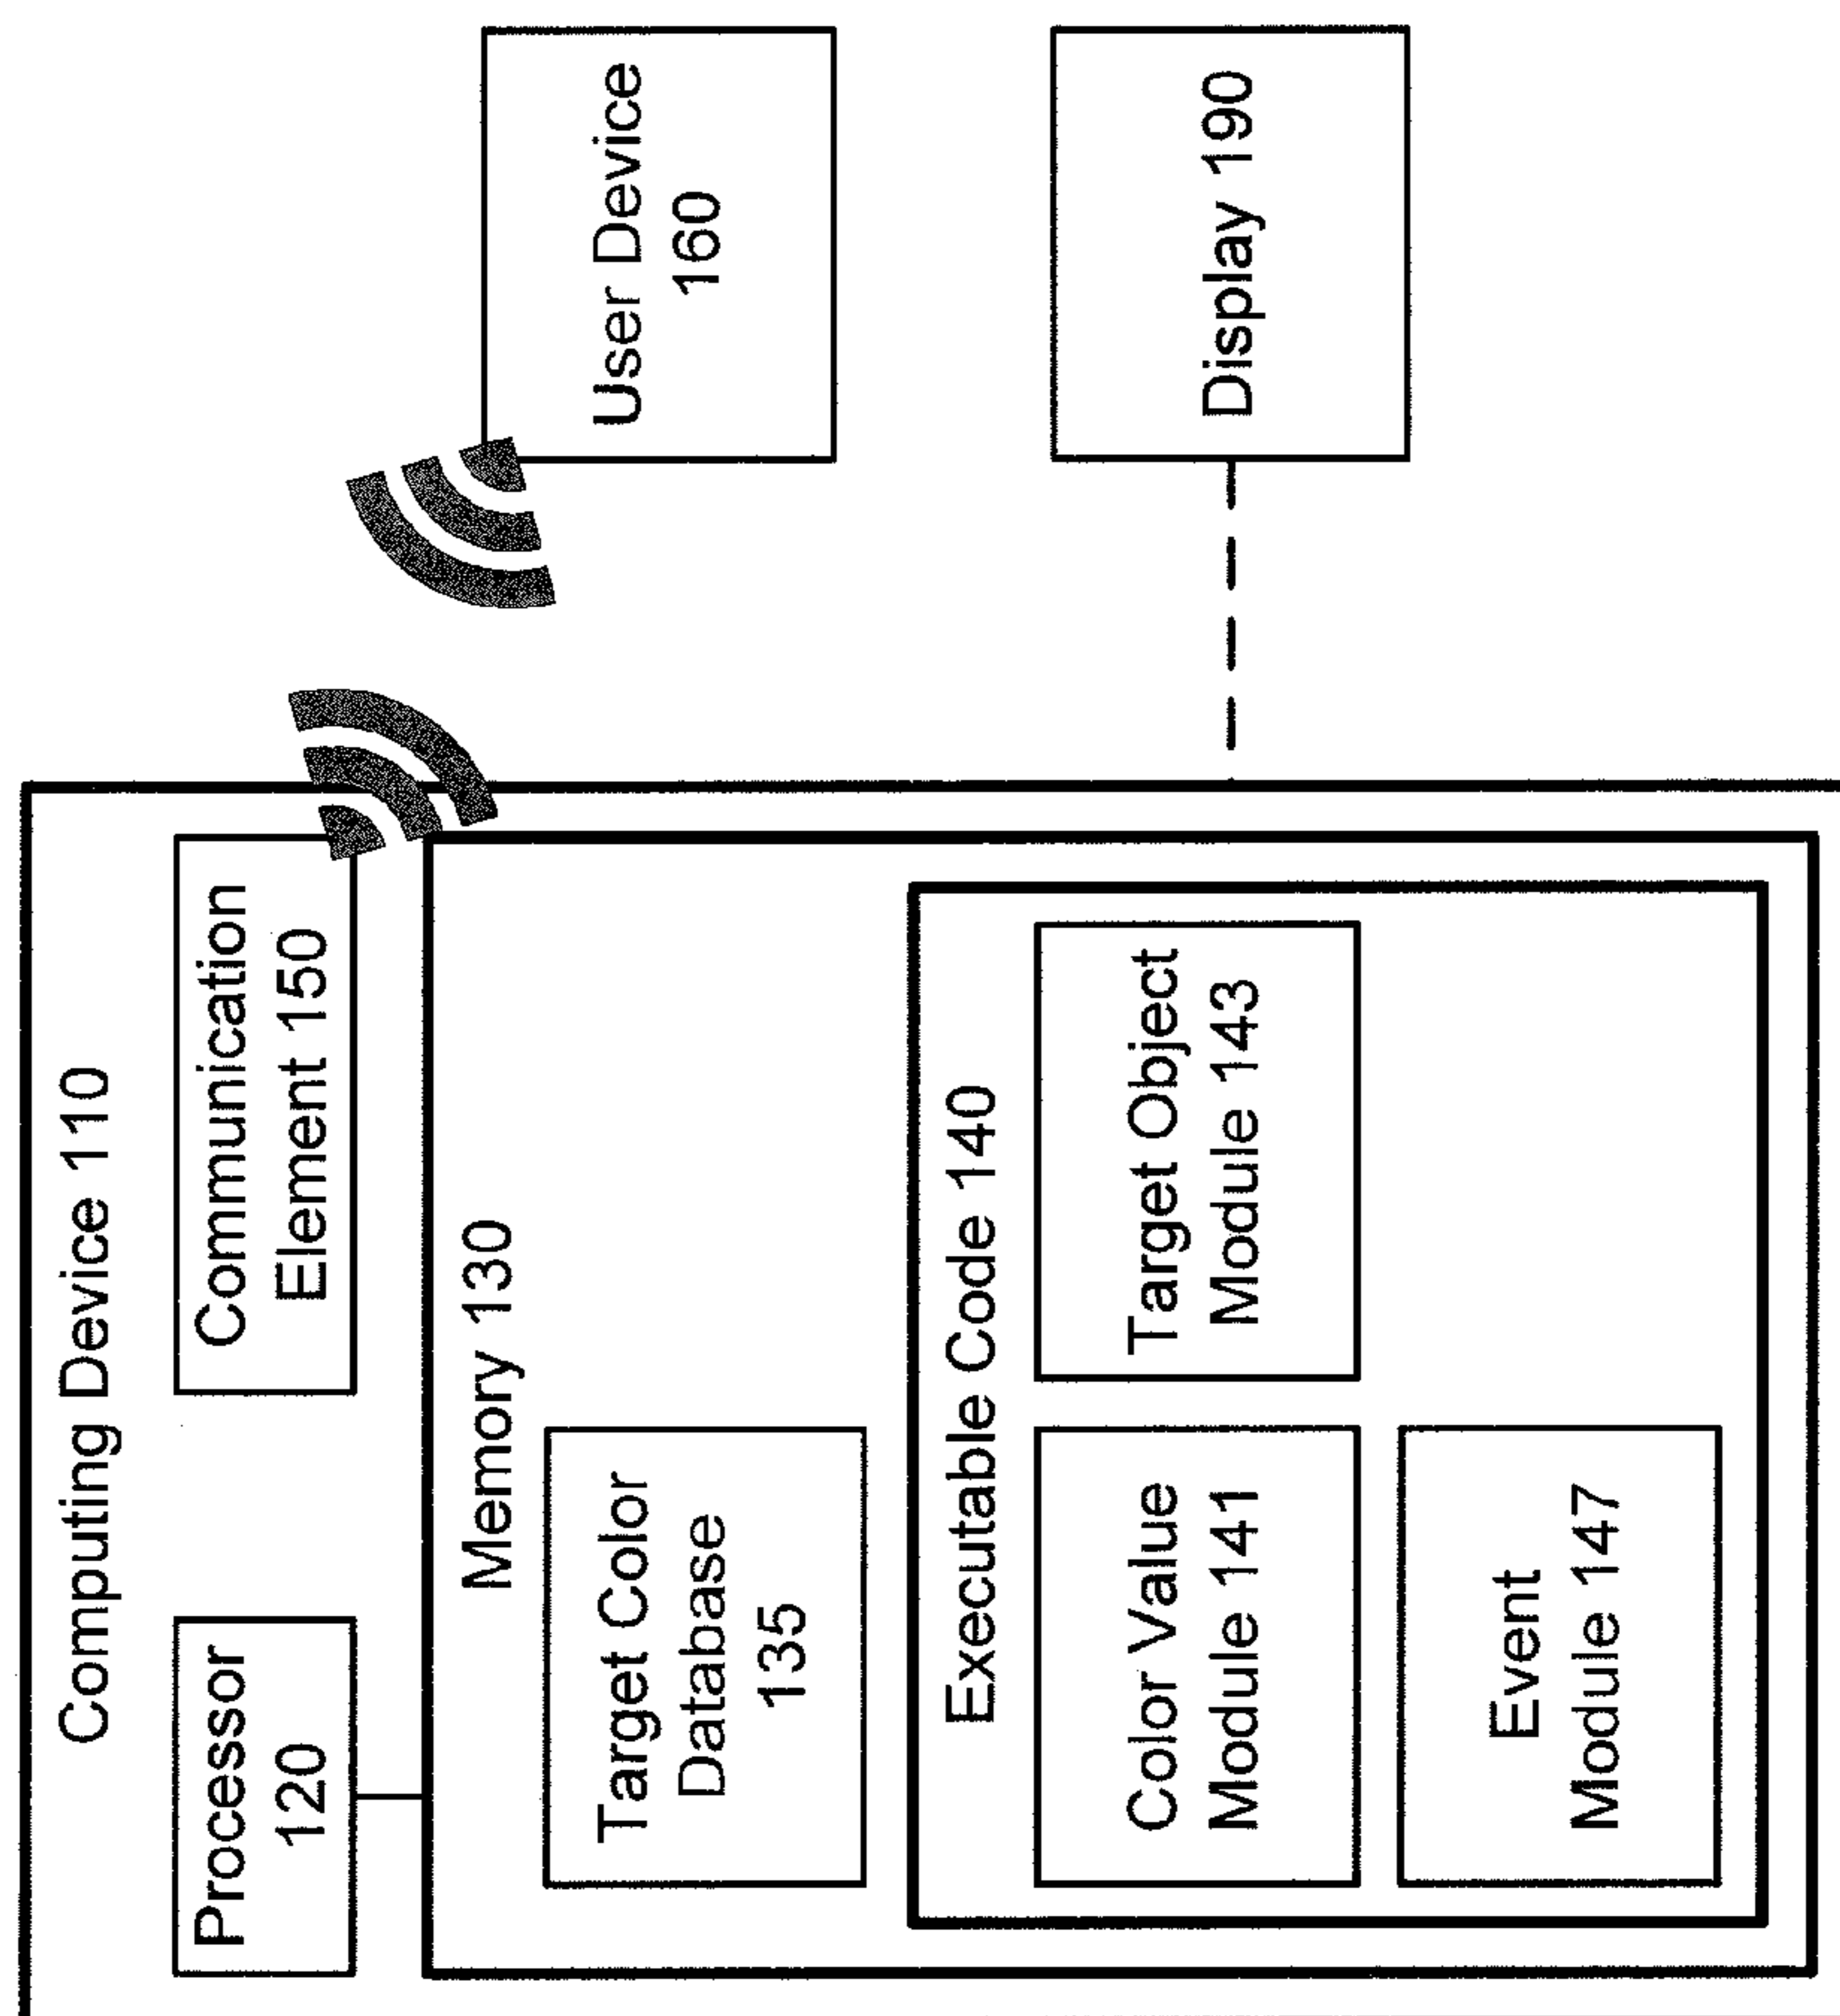 Computing Device 110
Processor
120
Communication
Element 150
Memory 130
Target Color
Database
135
Executable Code 140
Color Value
Module 141
Target Object
Module 143
Event
Module 147
User Device
160
Display 190